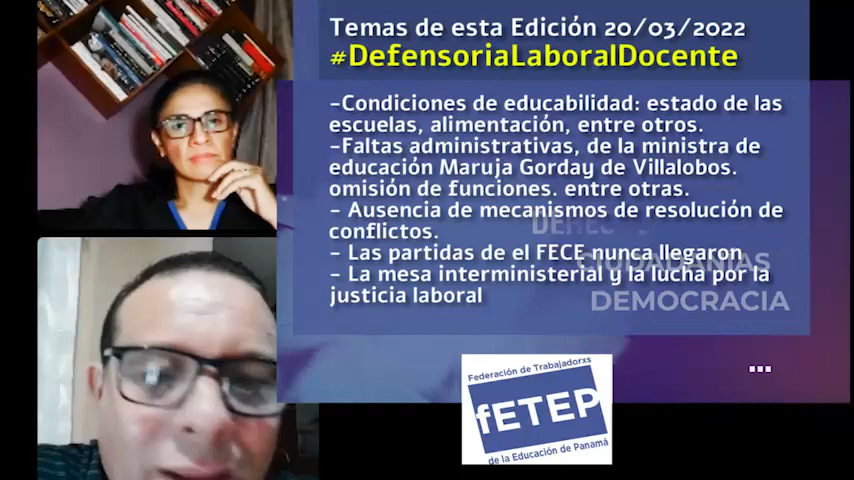 Temas de esta Edición 20/03/2022
#DefensoriaLaboralDocente
-Condiciones de educabilidad: estado de las
escuelas, alimentación, entre otros.
-Faltas administrativas, de la ministra de
educación Maruja Gorday de Villalobos.
omisión de funciones. entre otras.
- Ausencia de mecanismos de resolución de
conflictos.
- Las partidas de el FECE nunca llegaron
- La mesa interministerial y la lucha por la
justicia laboral
CIUDADANÍAS
DEMOCRACIA
...
Federación de Trabajadorxs
fETEP
de la Educación de Panamá